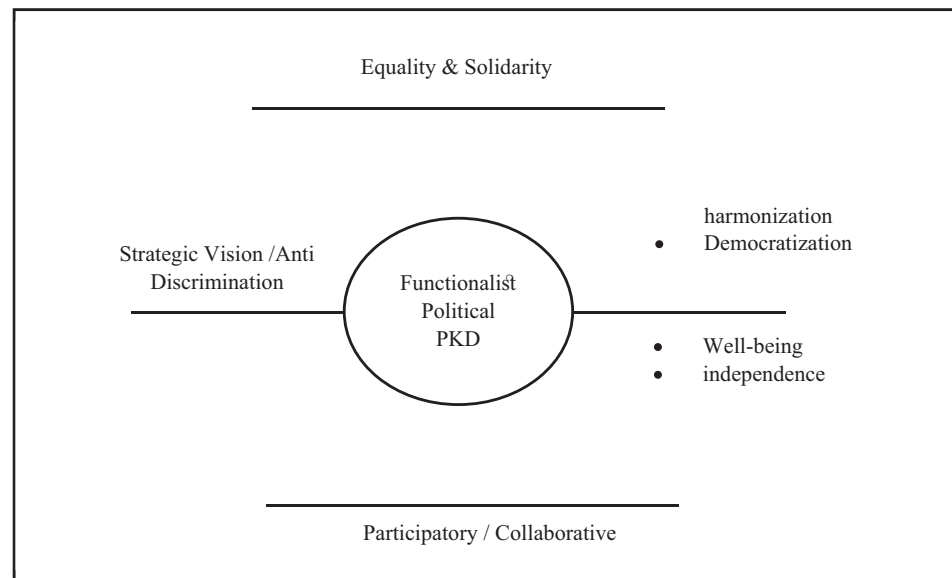 Equality & Solidarity
harmonization
• Democratization
Strategic Vision /Anti
Discrimination
Functionalist
Political
PKD
• Well-being
• independence
Participatory / Collaborative